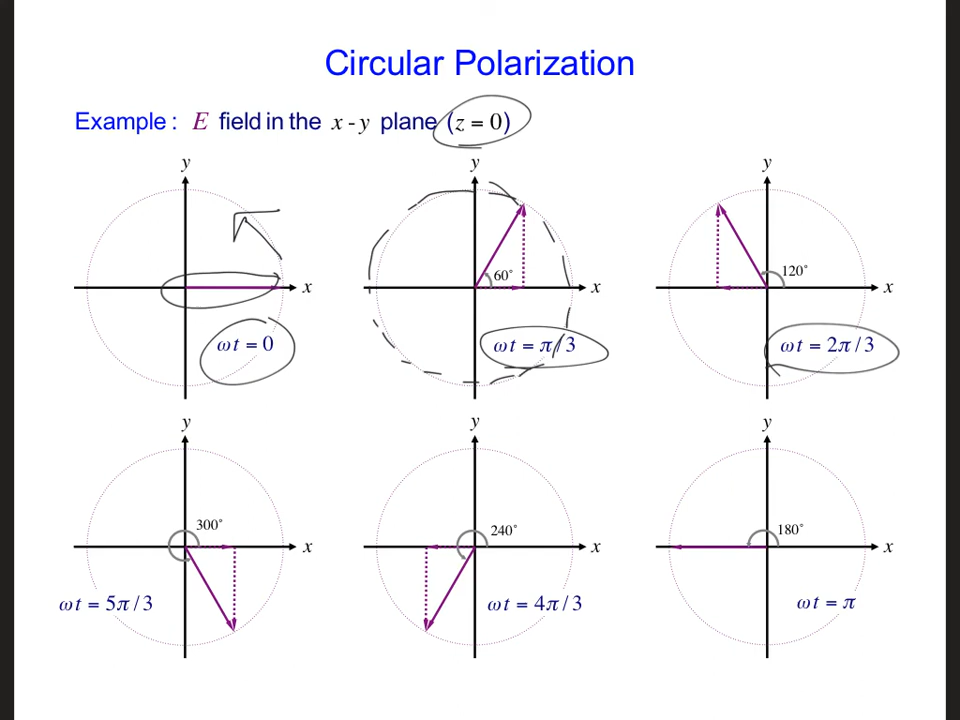 Circular Polarization
Example : E field in the x - y plane (z = 0)
y
x
ωt = 0
y
60˚
x
ωt = π / 3
y
120˚
x
ωt = 2π / 3
y
300˚
x
ωt = 5π / 3
y
240˚
x
ωt = 4π / 3
y
180˚
x
ωt = π